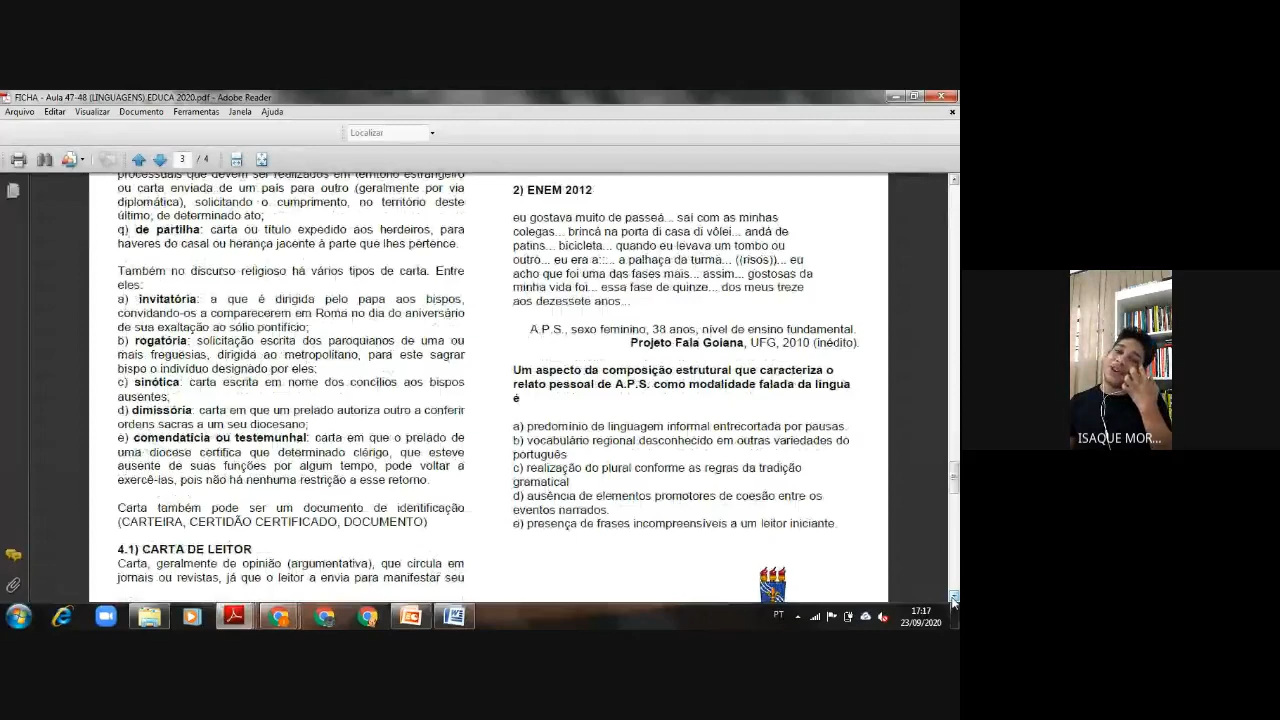 FICHA - Aula 47-48 (LINGUAGENS) EDUCA 2020.pdf - Adobe Reader
Arquivo Editar Visualizar Documento Ferramentas Janela Ajuda
Localizar
3 / 4
processuais que devem ser realizados em território estrangeiro
ou carta enviada de um país para outro (geralmente por via
diplomática), solicitando o cumprimento, no território deste
último, de determinado ato;
q) de partilha: carta ou título expedido aos herdeiros, para
haveres do casal ou herança jacente à parte que lhes pertence.
Também no discurso religioso há vários tipos de carta. Entre
eles:
a) invitatória: a que é dirigida pelo papa aos bispos,
convidando-os a comparecerem em Roma no dia do aniversário
de sua exaltação ao sólio pontifício;
b) rogatória: solicitação escrita dos paroquianos de uma ou
mais freguesias, dirigida ao metropolitano, para este sagrar
bispo o indivíduo designado por eles;
c) sinótica: carta escrita em nome dos concílios aos bispos
ausentes;
d) dimissória: carta em que um prelado autoriza outro a conferir
ordens sacras a um seu diocesano;
e) comendatícia ou testemunhal: carta em que o prelado de
uma diocese certifica que determinado clérigo, que esteve
ausente de suas funções por algum tempo, pode voltar a
exercê-las, pois não há nenhuma restrição a esse retorno.
Carta também pode ser um documento de identificação
(CARTEIRA, CERTIDÃO CERTIFICADO, DOCUMENTO)
4.1) CARTA DE LEITOR
Carta, geralmente de opinião (argumentativa), que circula em
jornais ou revistas, já que o leitor a envia para manifestar seu
2) ENEM 2012
eu gostava muito de passeá... saí com as minhas
colegas... brincá na porta di casa di vôlei... andá de
patins... bicicleta... quando eu levava um tombo ou
outro... eu era a::... a palhaça da turma... ((risos))... eu
acho que foi uma das fases mais... assim... gostosas da
minha vida foi... essa fase de quinze... dos meus treze
aos dezessete anos...
A.P.S., sexo feminino, 38 anos, nível de ensino fundamental.
Projeto Fala Goiana, UFG, 2010 (inédito).
Um aspecto da composição estrutural que caracteriza o
relato pessoal de A.P.S. como modalidade falada da língua
é
a) predomínio de linguagem informal entrecortada por pausas.
b) vocabulário regional desconhecido em outras variedades do
português
c) realização do plural conforme as regras da tradição
gramatical
d) ausência de elementos promotores de coesão entre os
eventos narrados.
e) presença de frases incompreensíveis a um leitor iniciante.
ISAQUE MOR...
PT
17:17
23/09/2020